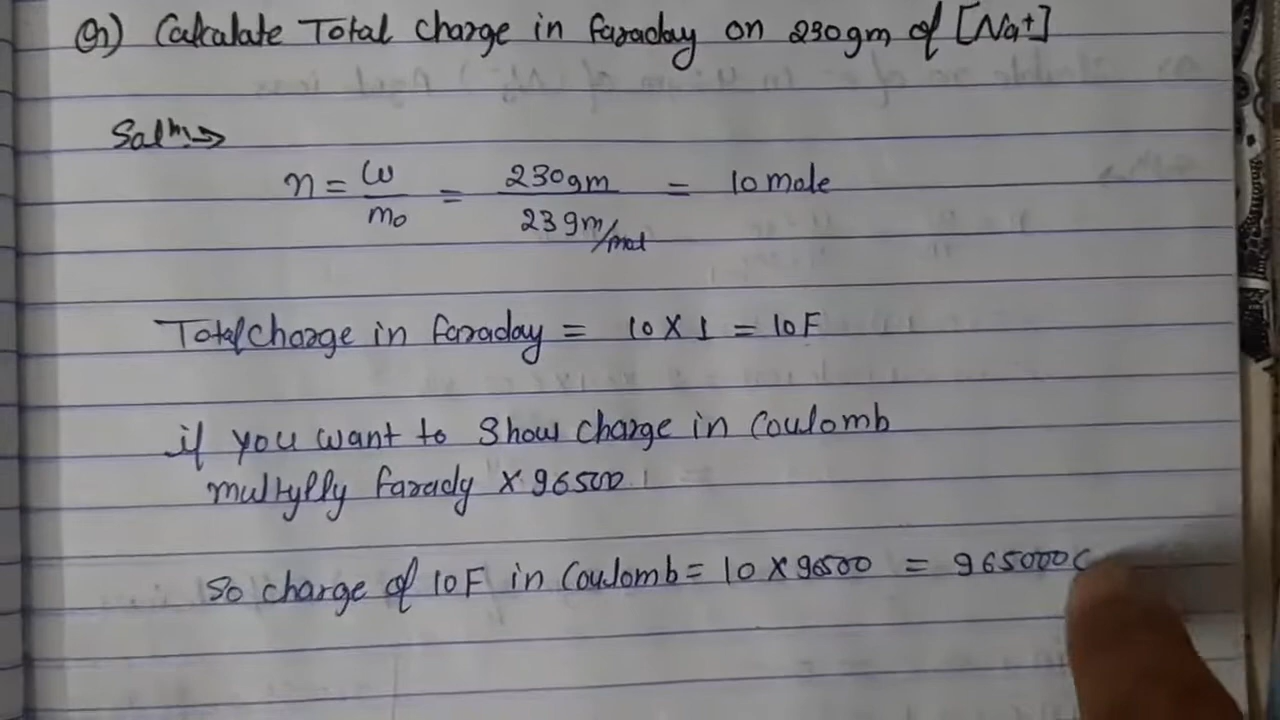 Q1) Calculate Total charge in faraday on 230gm of [Na+]
Solⁿ:→
n = w/m₀ = 230gm/23gm/mol = 10 mole
Total charge in faraday = 10 X 1 = 10F
if you want to show charge in Coulomb
multylly farady X 96500
So charge of 10F in Coulomb = 10 X 96500 = 965000C